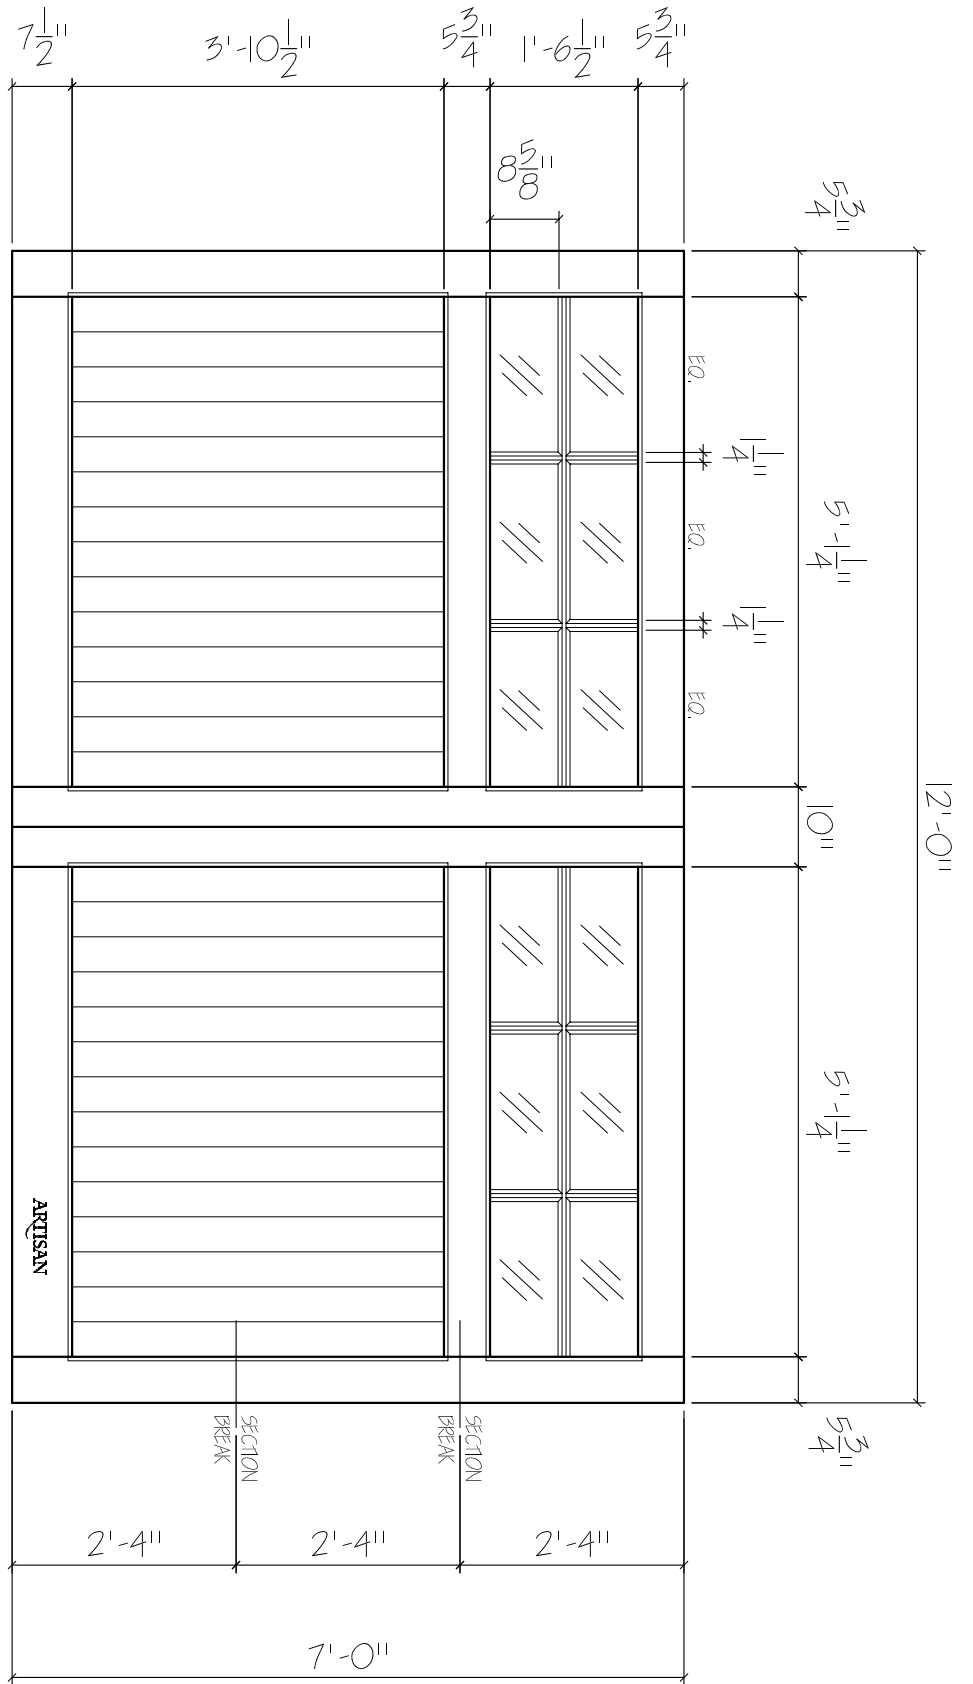 7 1/2"
3'-10 1/2"
5 3/4"
1'-6 1/2"
5 3/4"
8 5/8"
5 3/4"
EQ.
1 1/4"
5'-1 1/4"
EQ.
1 1/4"
EQ.
10"
12'-0"
5'-1 1/4"
ARTISAN
5 3/4"
SECTION
BREAK
SECTION
BREAK
2'-4"
2'-4"
2'-4"
7'-0"